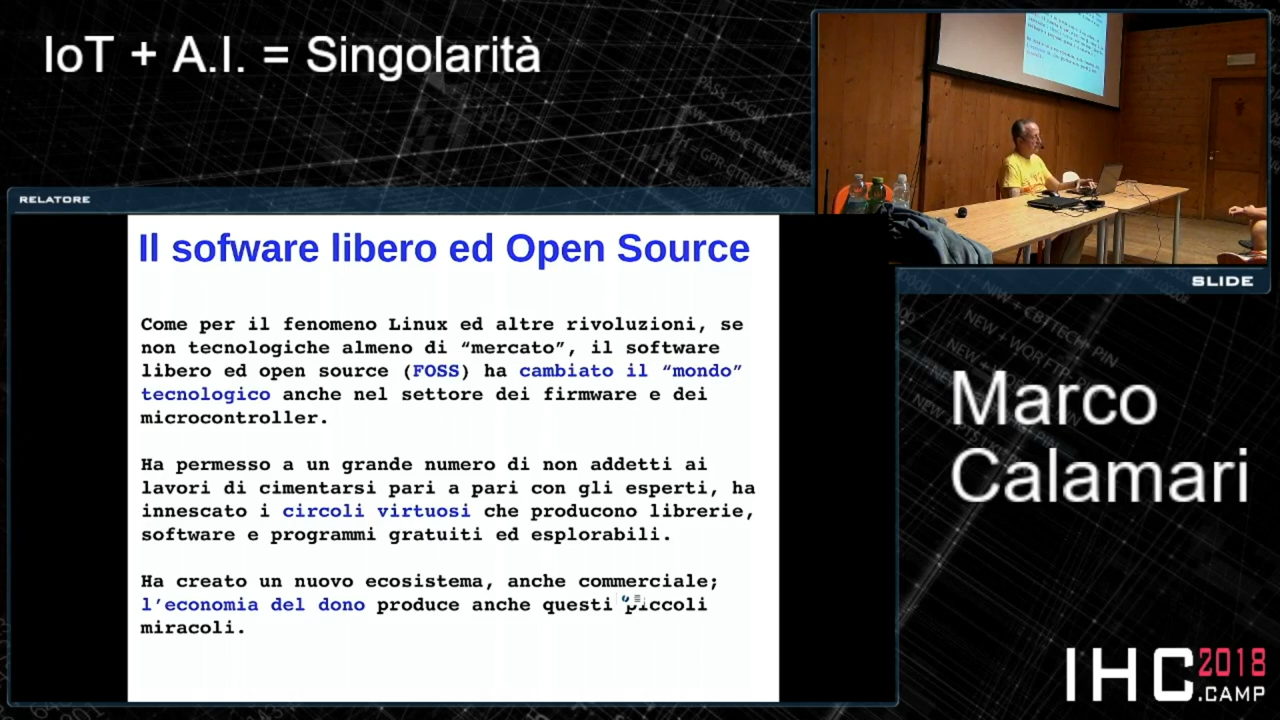 IoT + A.I. = Singolarità
RELATORE
Il sofware libero ed Open Source
Come per il fenomeno Linux ed altre rivoluzioni, se
non tecnologiche almeno di “mercato”, il software
libero ed open source (FOSS) ha cambiato il “mondo”
tecnologico anche nel settore dei firmware e dei
microcontroller.
Ha permesso a un grande numero di non addetti ai
lavori di cimentarsi pari a pari con gli esperti, ha
innescato i circoli virtuosi che producono librerie,
software e programmi gratuiti ed esplorabili.
Ha creato un nuovo ecosistema, anche commerciale;
l’economia del dono produce anche questi piccoli
miracoli.
SLIDE
Marco
Calamari
IHC 2018
.CAMP